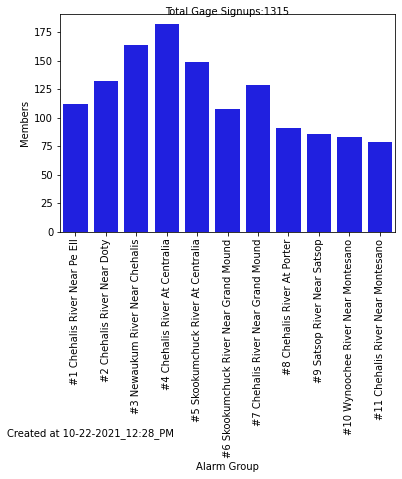 Total Gage Signups:1315
175
150
125
100
75
50
25
0
Members
#1 Chehalis River Near Pe Ell
#2 Chehalis River Near Doty
#3 Newaukum River Near Chehalis
#4 Chehalis River At Centralia
#5 Skookumchuck River At Centralia
#6 Skookumchuck River Near Grand Mound
#7 Chehalis River Near Grand Mound
#8 Chehalis River At Porter
#9 Satsop River Near Satsop
#10 Wynoochee River Near Montesano
#11 Chehalis River Near Montesano
Created at 10-22-2021_12:28_PM
Alarm Group